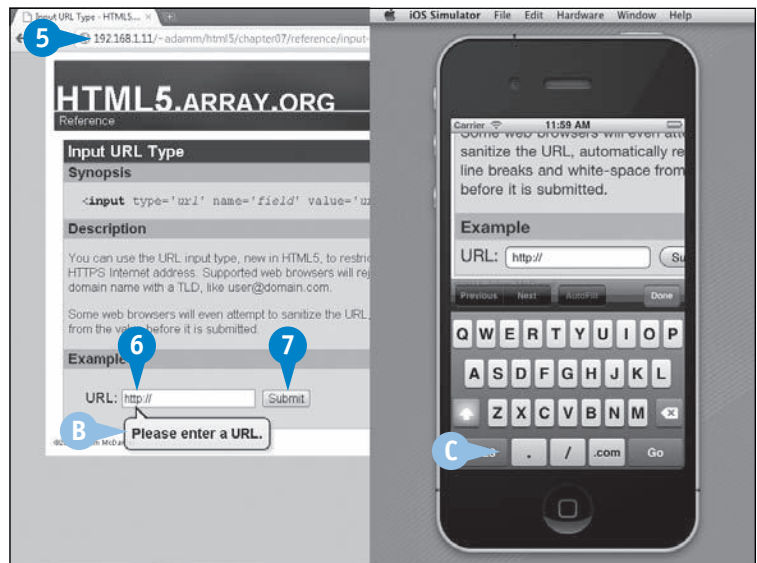 Input URL Type - HTML5...
5
192.168.1.11/~adamm/html5/chapter07/reference/input-
HTML5.ARRAY.ORG
Reference
Input URL Type
Synopsis
<input type='url' name='field' value='
Description
You can use the URL input type, new in HTML5, to
HTTPS Internet address. Supported web browsers will
domain name with a TLD, like user@domain.com.
Some web browsers will even attempt to sanitize the URL,
from the value before it is submitted.
6
7
Example
URL: http:// Submit
B
Please enter a URL.
iOS Simulator File Edit Hardware Window Help
Carrier 11:59 AM
Some web browsers will even
sanitize the URL, automatically
line breaks and white-space from
before it is submitted.
Example
URL: http://
Previous Next AutoFill Done
Q W E R T Y U I O P
A S D F G H J K L
Z X C V B N M
C
. / .com Go